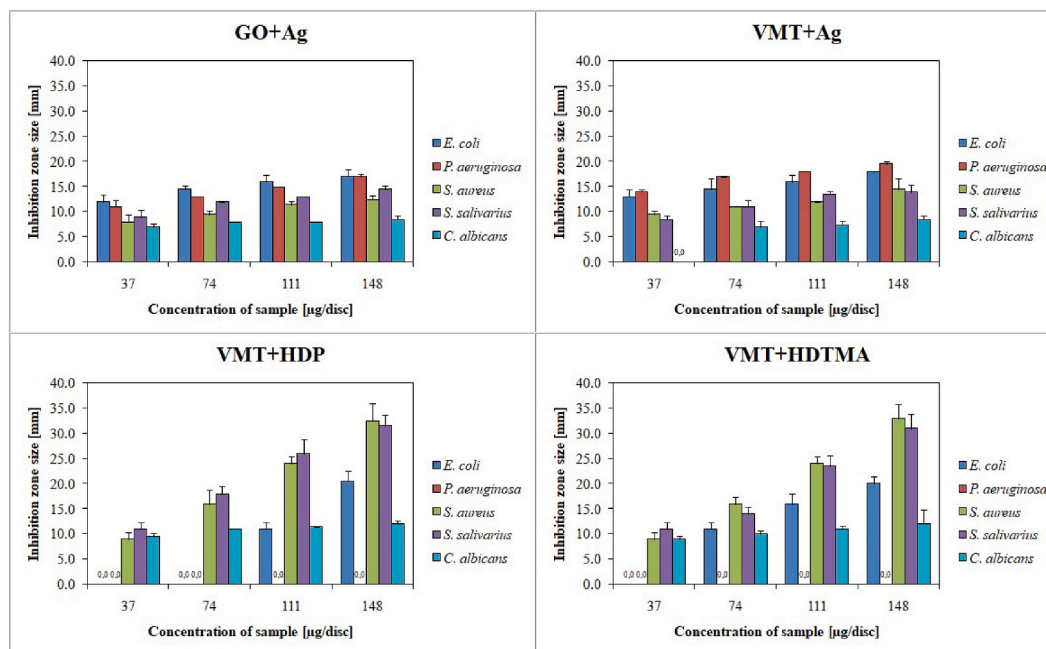 GO+Ag
40.0
35.0
30.0
25.0
20.0
15.0
10.0
5.0
0.0
Inhibition zone size [mm]
37 74 111 148
Concentration of sample [µg/disc]
E. coli
P. aeruginosa
S. aureus
S. salivarius
C. albicans
VMT+Ag
40.0
35.0
30.0
25.0
20.0
15.0
10.0
5.0
0.0
Inhibition zone size [mm]
0,0
37 74 111 148
Concentration of sample [µg/disc]
E. coli
P. aeruginosa
S. aureus
S. salivarius
C. albicans
VMT+HDP
40.0
35.0
30.0
25.0
20.0
15.0
10.0
5.0
0.0
Inhibition zone size [mm]
0,0 0,0 0,0 0,0 0,0 0,0
37 74 111 148
Concentration of sample [µg/disc]
E. coli
P. aeruginosa
S. aureus
S. salivarius
C. albicans
VMT+HDTMA
40.0
35.0
30.0
25.0
20.0
15.0
10.0
5.0
0.0
Inhibition zone size [mm]
0,0 0,0 0,0 0,0 0,0
37 74 111 148
Concentration of sample [µg/disc]
E. coli
P. aeruginosa
S. aureus
S. salivarius
C. albicans